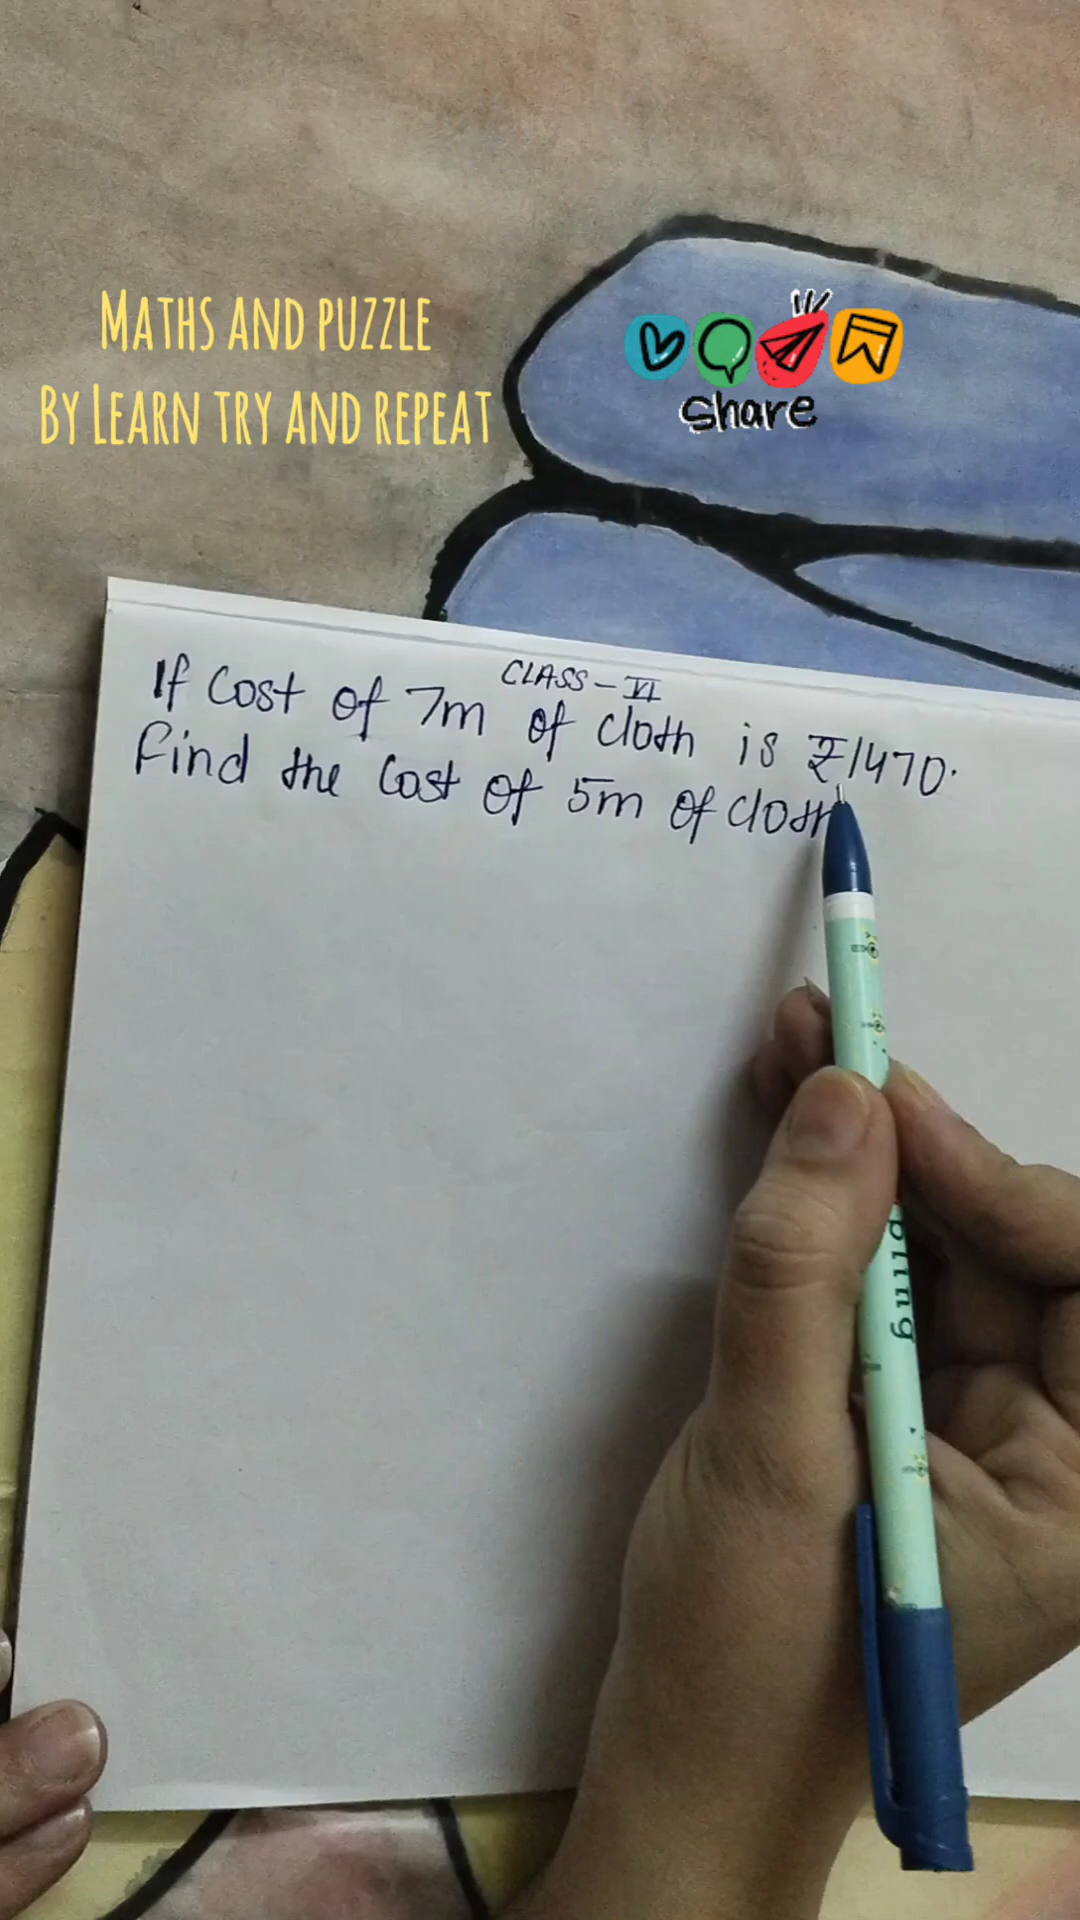 MATHS AND PUZZLE
BY LEARN TRY AND REPEAT
share
CLASS - VI
If cost of 7m of cloth is ₹1470.
Find the cost of 5m of cloth
pling